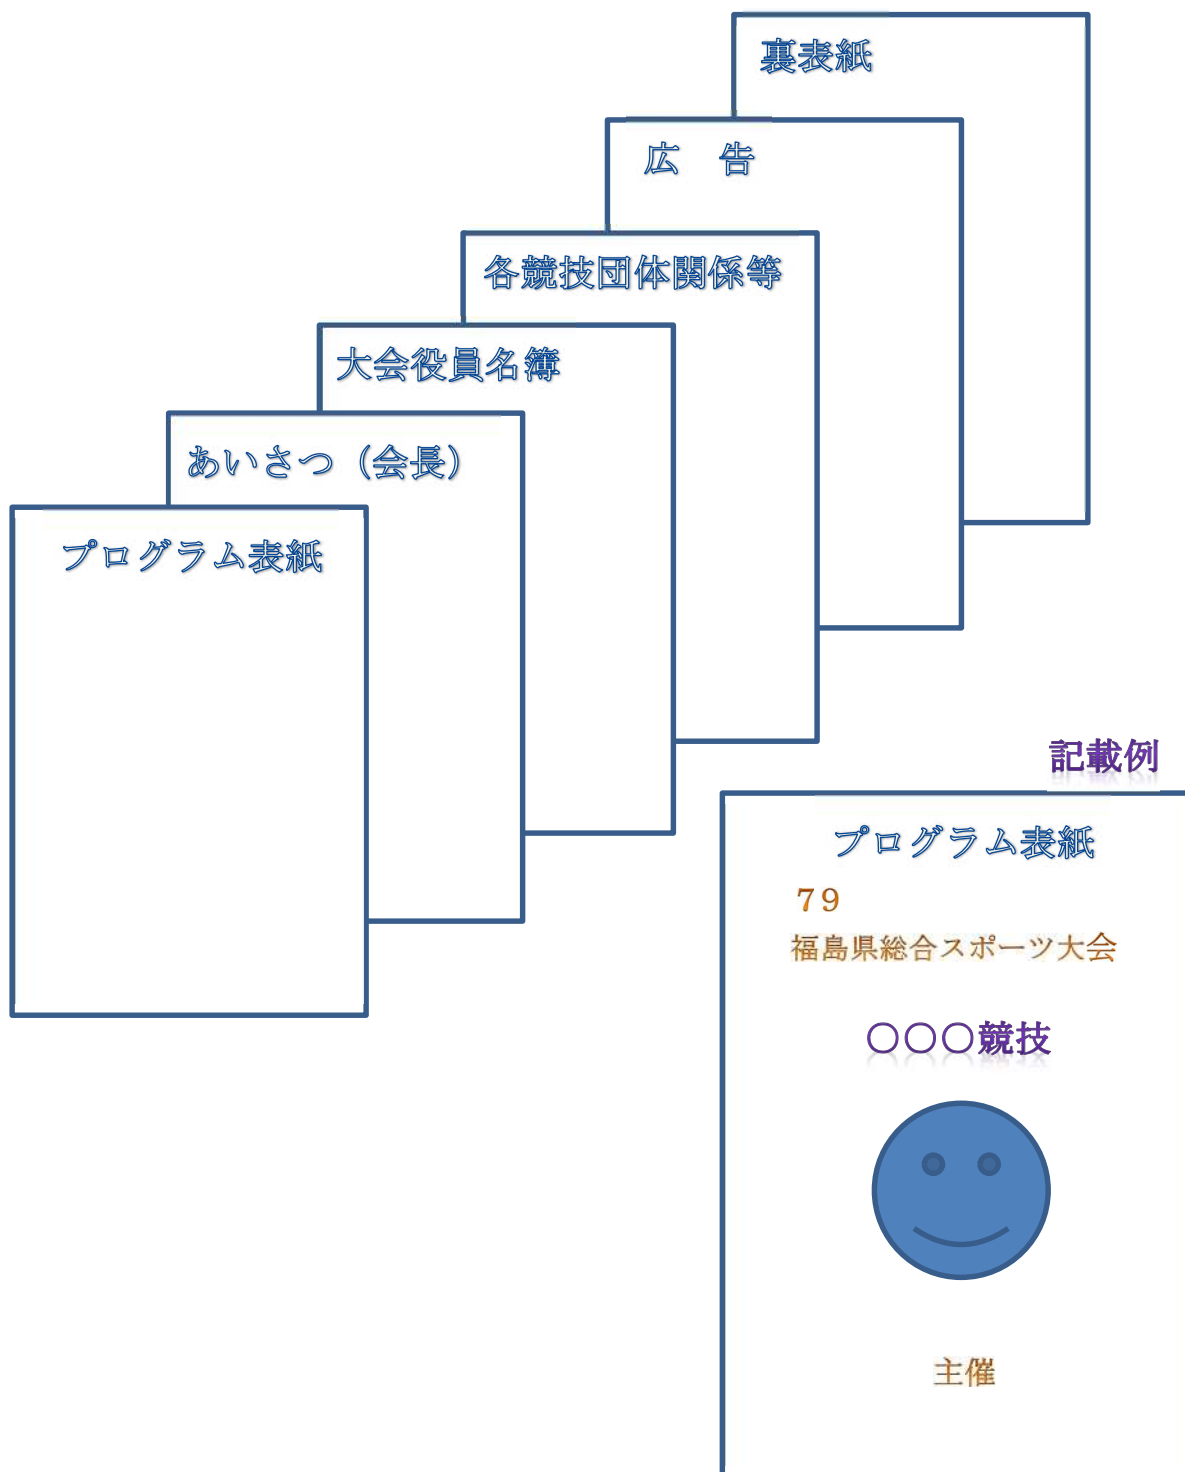 裏表紙
広　告
各競技団体関係等
大会役員名簿
あいさつ（会長）
プログラム表紙
記載例
プログラム表紙
７９
福島県総合スポーツ大会
〇〇〇競技
主催